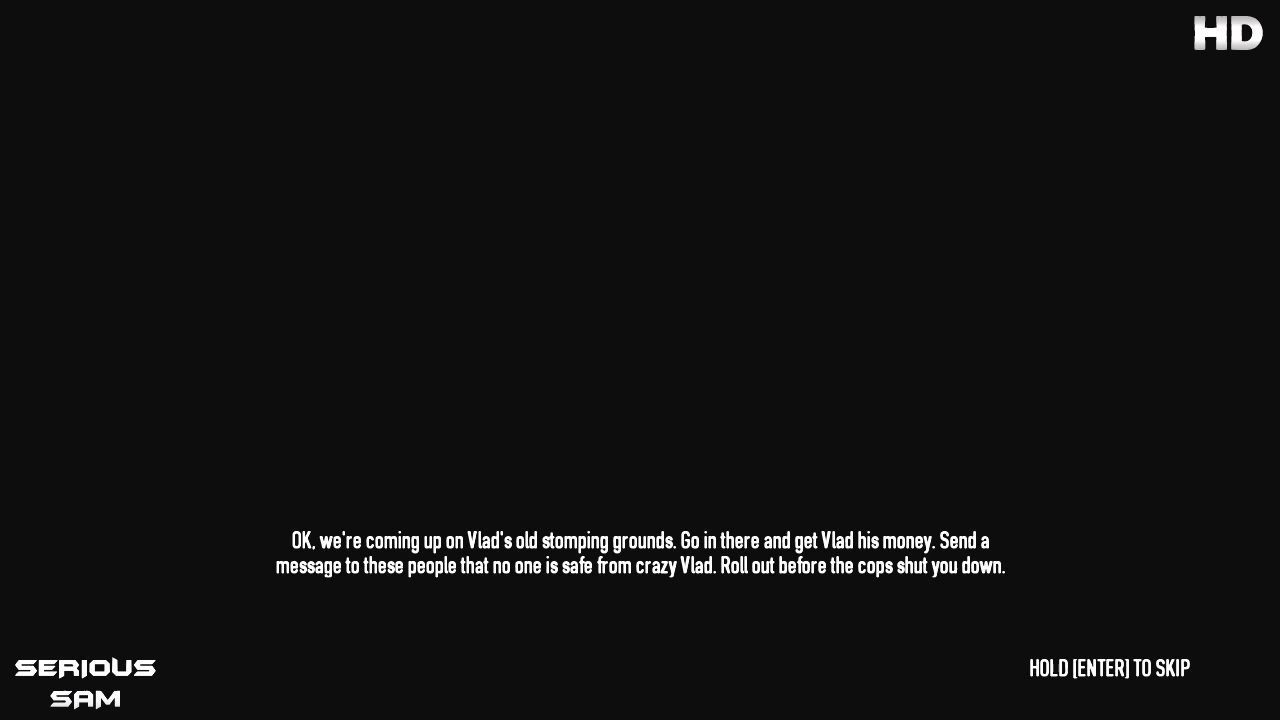 HD
OK, we're coming up on Vlad's old stomping grounds. Go in there and get Vlad his money. Send a
message to these people that no one is safe from crazy Vlad. Roll out before the cops shut you down.
SERIOUS
SAM
HOLD [ENTER] TO SKIP